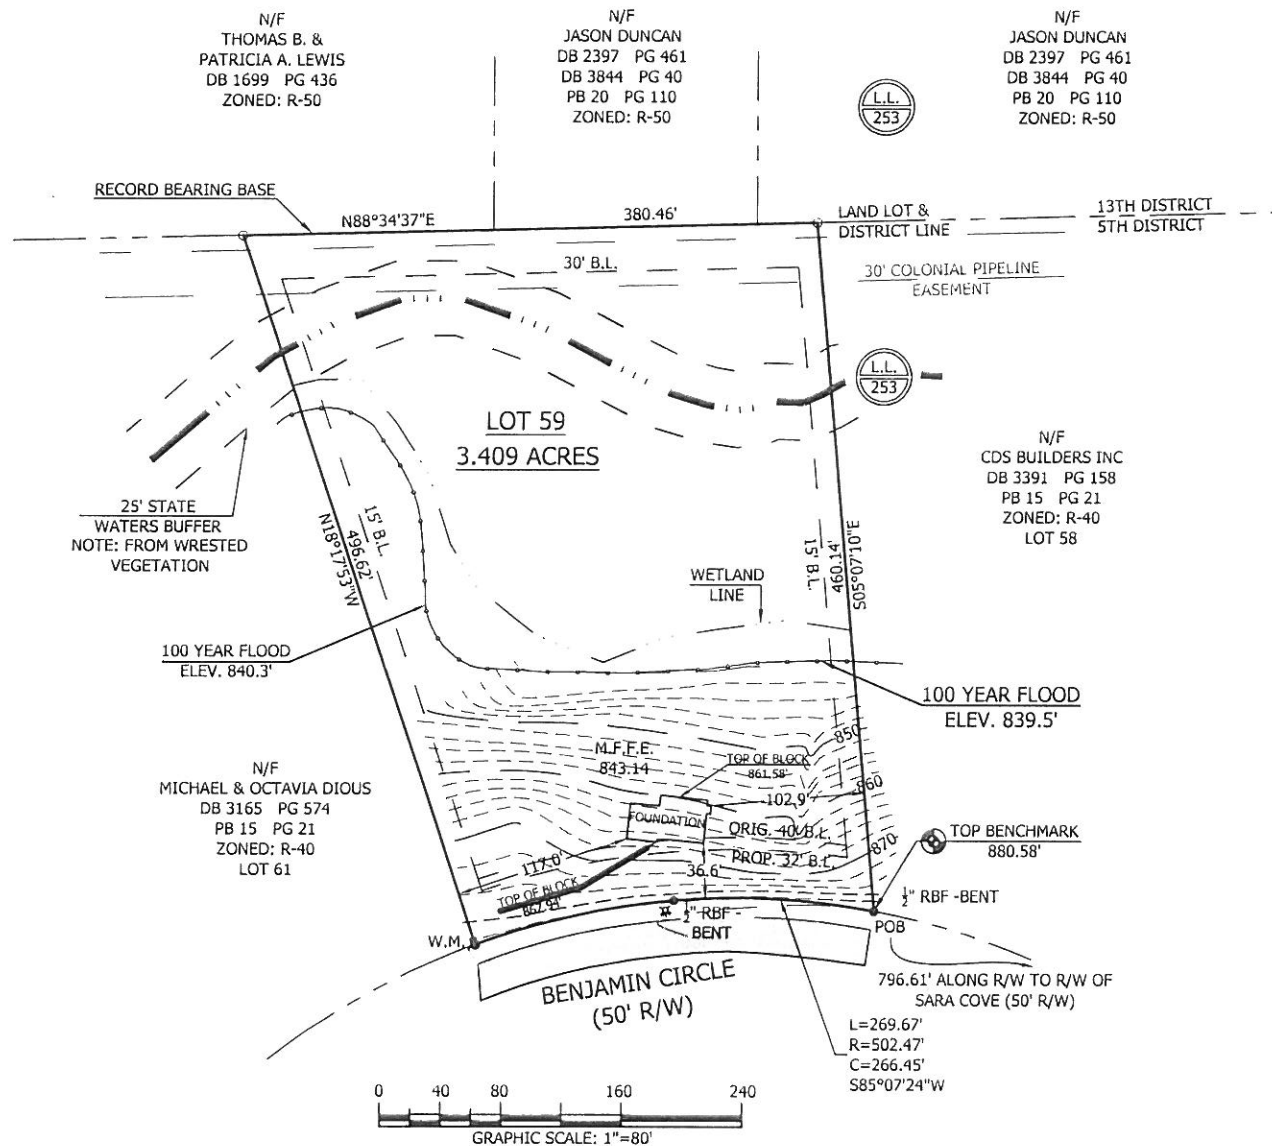 N/F
THOMAS B. &
PATRICIA A. LEWIS
DB 1699 PG 436
ZONED: R-50
N/F
JASON DUNCAN
DB 2397 PG 461
DB 3844 PG 40
PB 20 PG 110
ZONED: R-50
N/F
JASON DUNCAN
DB 2397 PG 461
DB 3844 PG 40
PB 20 PG 110
ZONED: R-50
L.L.
253
RECORD BEARING BASE
N88°34'37"E
380.46'
LAND LOT &
DISTRICT LINE
13TH DISTRICT
5TH DISTRICT
30' B.L.
30' COLONIAL PIPELINE
EASEMENT
L.L.
253
LOT 59
3.409 ACRES
N/F
CDS BUILDERS INC
DB 3391 PG 158
PB 15 PG 21
ZONED: R-40
LOT 58
25' STATE
WATERS BUFFER
NOTE: FROM WRESTED
VEGETATION
15' B.L.
496.62'
N18°17'53"W
15' B.L.
460.14'
S05°07'10"E
WETLAND
LINE
100 YEAR FLOOD
ELEV. 840.3'
100 YEAR FLOOD
ELEV. 839.5'
850
M.F.F.E.
843.14
TOP OF BLOCK
861.58'
N/F
MICHAEL & OCTAVIA DIOUS
DB 3165 PG 574
PB 15 PG 21
ZONED: R-40
LOT 61
102.9'
860
FOUNDATION
ORIG. 40' B.L.
PROP. 32' B.L.
870
TOP BENCHMARK
880.58'
117.0'
36.6'
TOP OF BLOCK
862.94'
½" RBF -
BENT
½" RBF -BENT
W.M.
POB
BENJAMIN CIRCLE
(50' R/W)
796.61' ALONG R/W TO R/W OF
SARA COVE (50' R/W)
L=269.67'
R=502.47'
C=266.45'
S85°07'24"W
0 40 80 160 240
GRAPHIC SCALE: 1"=80'